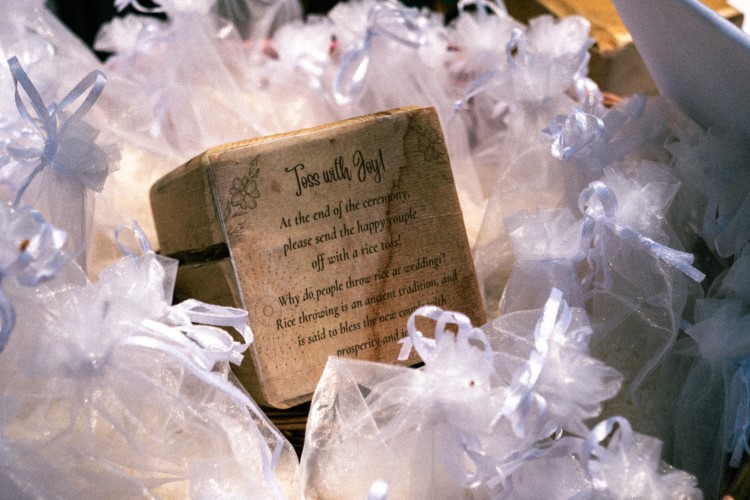 Toss with Joy!
At the end of the ceremony,
please send the happy couple
off with a rice toss!
Why do people throw rice at weddings?
Rice throwing is an ancient tradition, and
is said to bless the new couple with
prosperity and